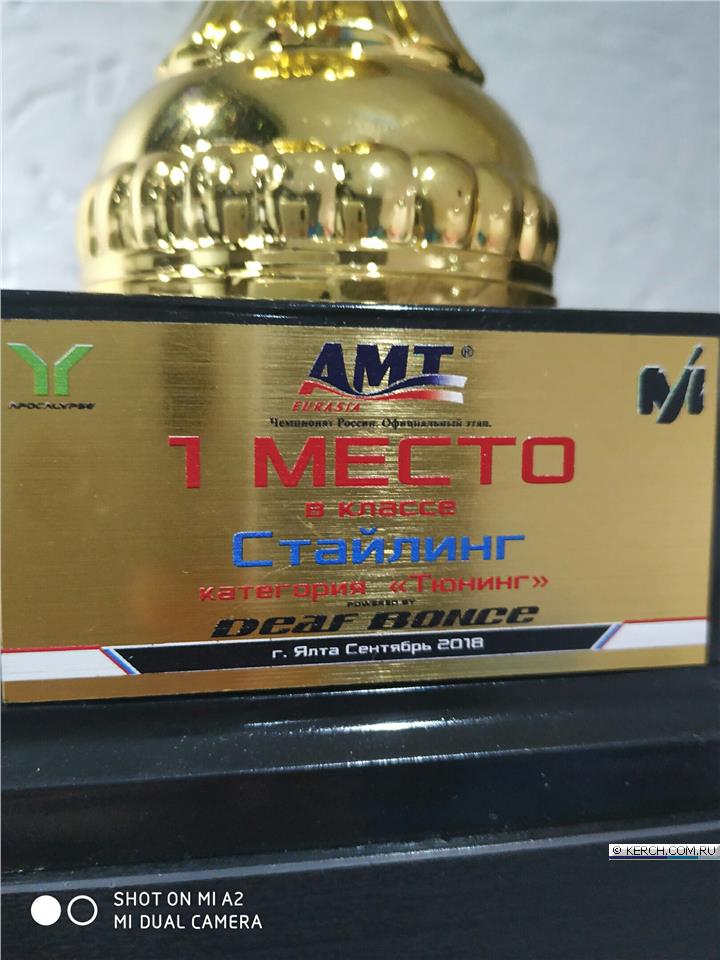 APOCALYPSE
AMT®
EURASIA
Чемпионат России. Официальный этап.
1 МЕСТО
в классе
Стайлинг
категория «Тюнинг»
POWERED BY
DEAF BONCE
г. Ялта Сентябрь 2018
© KERCH.COM.RU
SHOT ON MI A2
MI DUAL CAMERA